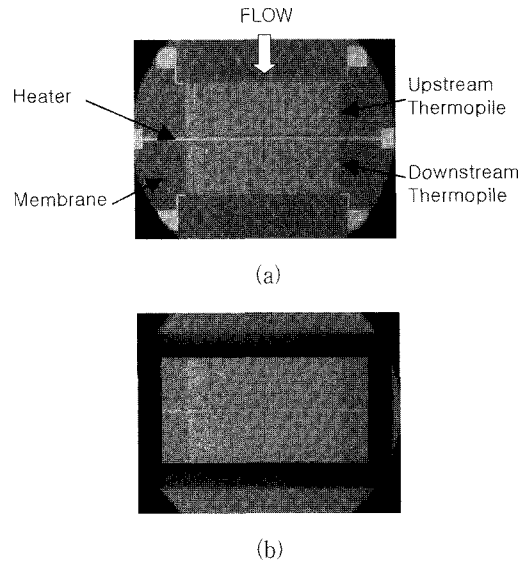 FLOW
Heater
Upstream
Thermopile
Membrane
Downstream
Thermopile
(a)
(b)